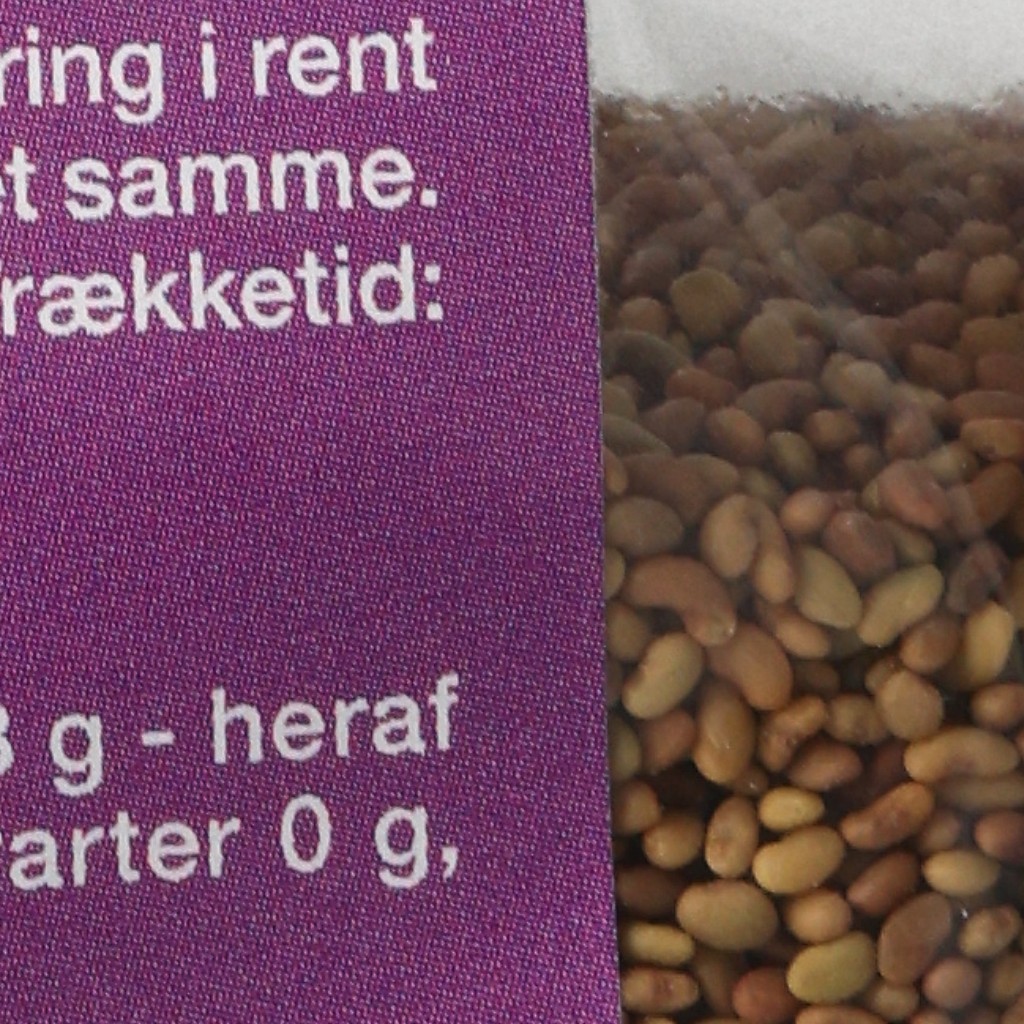 ring i rent
et samme.
rækketid:
g - heraf
arter 0 g,